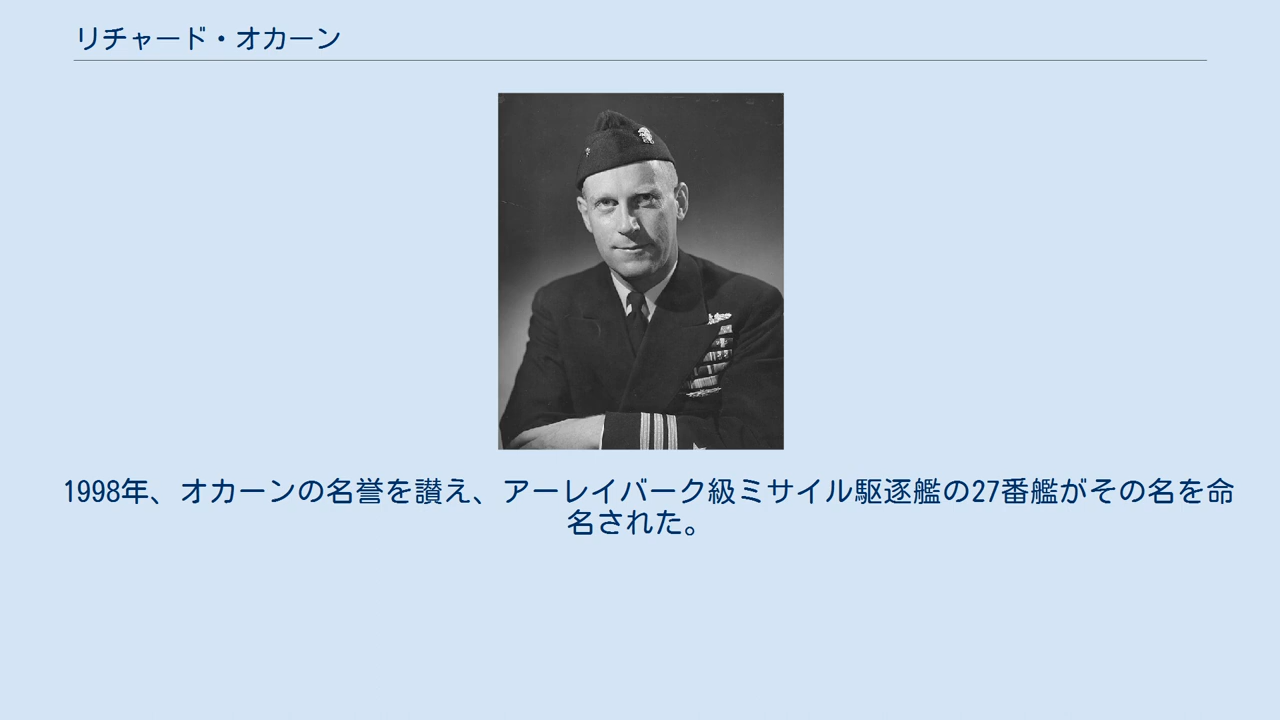 リチャード・オカーン
1998年、オカーンの名誉を讃え、アーレイバーク級ミサイル駆逐艦の27番艦がその名を命
名された。